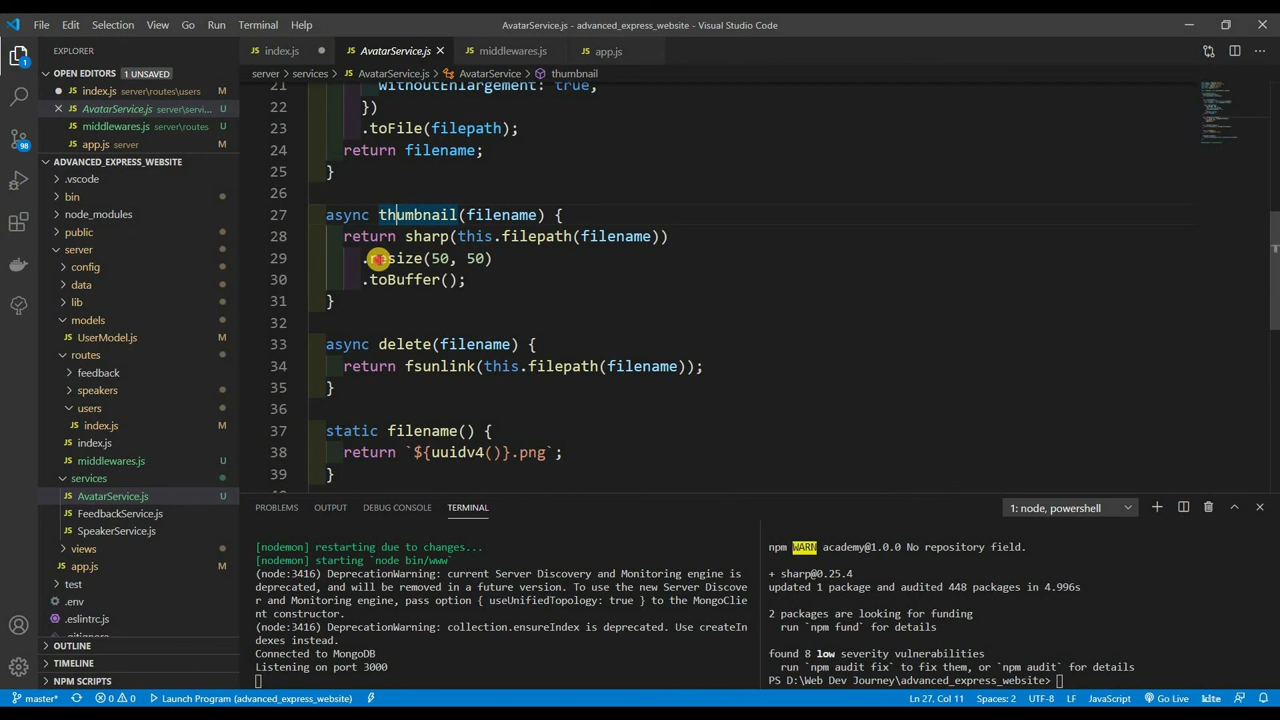 File Edit Selection View Go Run Terminal Help
AvatarService.js - advanced_express_website - Visual Studio Code
EXPLORER
OPEN EDITORS 1 UNSAVED
index.js server\routes\users
AvatarService.js server\servi... U
middlewares.js server\routes U
app.js server M
ADVANCED_EXPRESS_WEBSITE
.vscode
bin
node_modules
public
server
config
data
lib
models
UserModel.js M
routes
feedback
speakers
users
index.js M
index.js
middlewares.js U
services
AvatarService.js U
FeedbackService.js
SpeakerService.js
views
app.js M
test
.env
.eslintrc.js
.gitignore
OUTLINE
TIMELINE
NPM SCRIPTS
index.js AvatarService.js middlewares.js app.js
server > services > AvatarService.js > AvatarService > thumbnail
21 withoutEnlargement: true,
22 })
23 .toFile(filepath);
24 return filename;
25 }
26
27 async thumbnail(filename) {
28 return sharp(this.filepath(filename))
29 .resize(50, 50)
30 .toBuffer();
31 }
32
33 async delete(filename) {
34 return fsunlink(this.filepath(filename));
35 }
36
37 static filename() {
38 return `${uuidv4()}.png`;
39 }
PROBLEMS OUTPUT DEBUG CONSOLE TERMINAL 1: node, powershell
[nodemon] restarting due to changes...
[nodemon] starting `node bin/www`
(node:3416) DeprecationWarning: current Server Discovery and Monitoring engine is
deprecated, and will be removed in a future version. To use the new Server Discov
er and Monitoring engine, pass option { useUnifiedTopology: true } to the MongoClie
nt constructor.
(node:3416) DeprecationWarning: collection.ensureIndex is deprecated. Use createIn
dexes instead.
Connected to MongoDB
Listening on port 3000
npm WARN academy@1.0.0 No repository field.
+ sharp@0.25.4
updated 1 package and audited 448 packages in 4.996s
2 packages are looking for funding
run `npm fund` for details
found 8 low severity vulnerabilities
run `npm audit fix` to fix them, or `npm audit` for details
PS D:\Web Dev Journey\advanced_express_website>
1 98
master* 0 0 Launch Program (advanced_express_website) Ln 27, Col 11 Spaces: 2 UTF-8 LF JavaScript Go Live kite